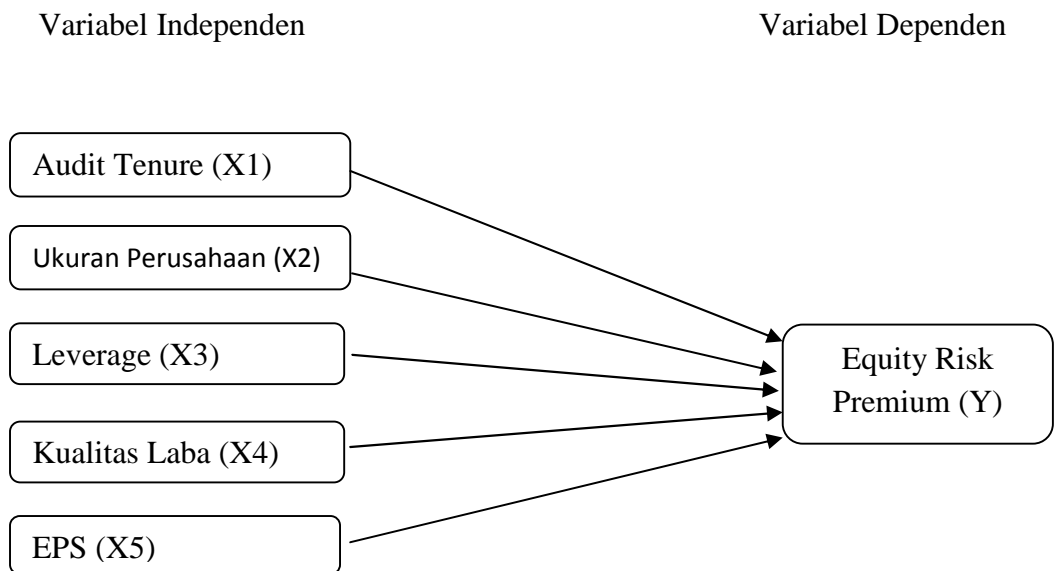 Variabel Independen
Variabel Dependen
Audit Tenure (X1)
Ukuran Perusahaan (X2)
Leverage (X3)
Kualitas Laba (X4)
EPS (X5)
Equity Risk
Premium (Y)